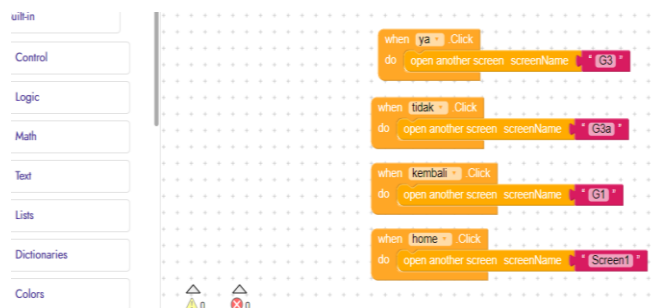 uilt-in
Control
Logic
Math
Text
Lists
Dictionaries
Colors
when ya .Click
do open another screen screenName " G3 "
when tidak .Click
do open another screen screenName " G3a "
when kembali .Click
do open another screen screenName " G1 "
when home .Click
do open another screen screenName " Screen1 "